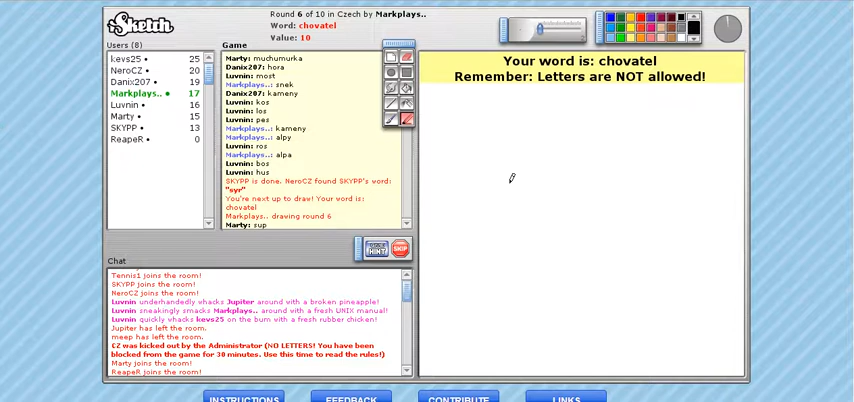 iSketch
Round 6 of 10 in Czech by Markplays..
Word: chovatel
Value: 10
Users (8)
kevs25 • 25
NeroCZ • 20
Danix207 • 19
Markplays.. • 17
Luvnin • 16
Marty • 15
SKYPP • 13
ReapeR • 0
Game
Marty: muchumurka
Danix207: hora
Luvnin: most
Markplays..: snek
Danix207: kameny
Luvnin: kos
Luvnin: los
Luvnin: pes
Markplays..: kameny
Markplays..: alpy
Luvnin: ros
Markplays..: alpa
Luvnin: bos
Luvnin: hus
SKYPP is done. NeroCZ found SKYPP's word:
"syr"
You're next up to draw! Your word is:
chovatel
Markplays.. drawing round 6
Marty: sup
HINT
SKIP
Chat
Tennis1 joins the room!
SKYPP joins the room!
NeroCZ joins the room!
Luvnin underhandedly whacks Jupiter around with a broken pineapple!
Luvnin sneakingly smacks Markplays.. around with a fresh UNIX manual!
Luvnin quickly whacks kevs25 on the bum with a fresh rubber chicken!
Jupiter has left the room.
meep has left the room.
CZ was kicked out by the Administrator (NO LETTERS! You have been
blocked from the game for 30 minutes. Use this time to read the rules!)
Marty joins the room!
ReapeR joins the room!
Your word is: chovatel
Remember: Letters are NOT allowed!
INSTRUCTIONS
FEEDBACK
CONTRIBUTE
LINKS